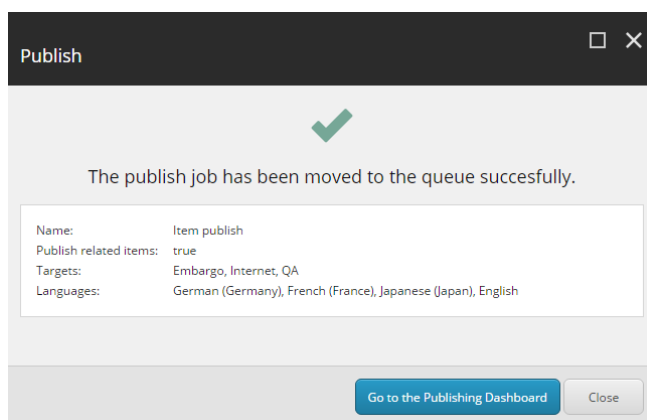 Publish
The publish job has been moved to the queue succesfully.
Name: Item publish
Publish related items: true
Targets: Embargo, Internet, QA
Languages: German (Germany), French (France), Japanese (Japan), English
Go to the Publishing Dashboard
Close